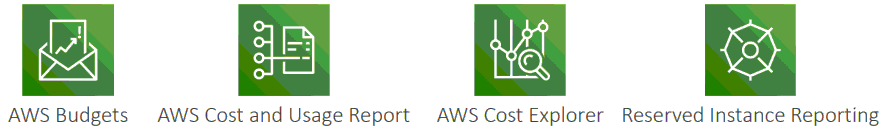 AWS Budgets
AWS Cost and Usage Report
AWS Cost Explorer
Reserved Instance Reporting